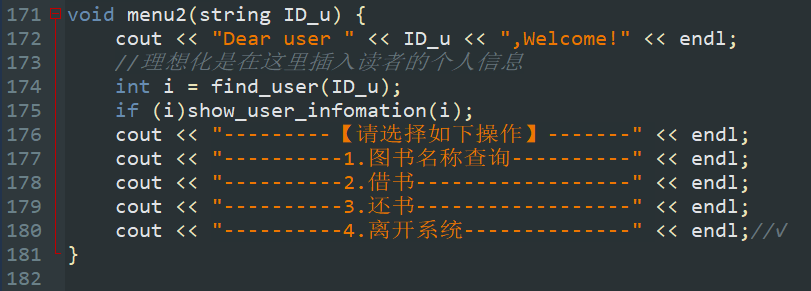 171 void menu2(string ID_u) {
172 cout << "Dear user " << ID_u << ",Welcome!" << endl;
173 //理想化是在这里插入读者的个人信息
174 int i = find_user(ID_u);
175 if (i)show_user_infomation(i);
176 cout << "----------【请选择如下操作】-------" << endl;
177 cout << "----------1.图书名称查询----------" << endl;
178 cout << "----------2.借书------------------" << endl;
179 cout << "----------3.还书------------------" << endl;
180 cout << "----------4.离开系统--------------" << endl;//√
181 }
182